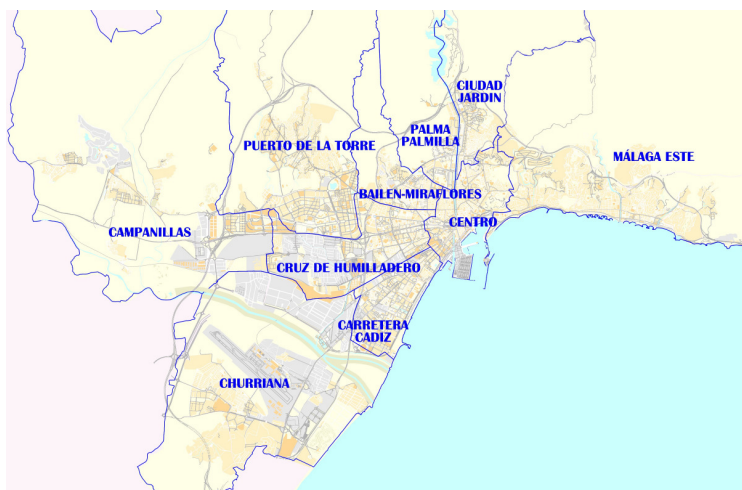 CIUDAD
JARDIN
PALMA
PALMILLA
PUERTO DE LA TORRE
MÁLAGA ESTE
BAILEN-MIRAFLORES
CENTRO
CAMPANILLAS
CRUZ DE HUMILLADERO
CARRETERA
CADIZ
CHURRIANA